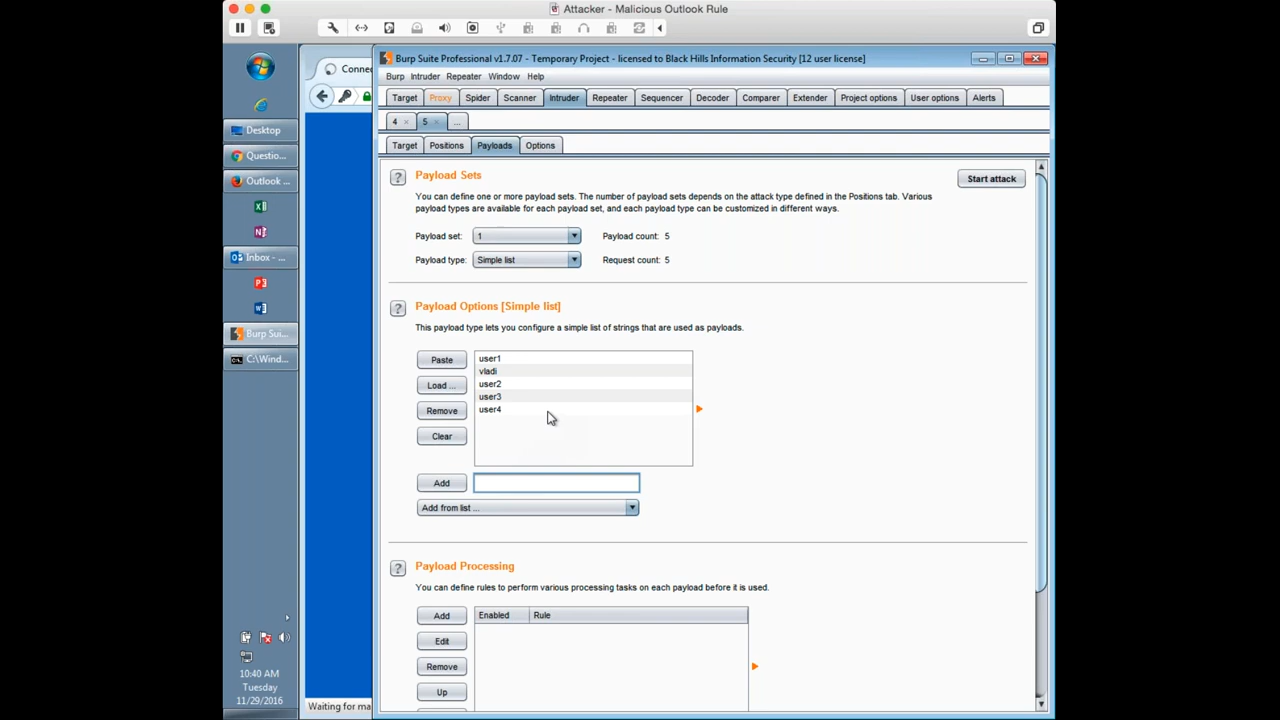 Attacker - Malicious Outlook Rule
Burp Suite Professional v1.7.07 - Temporary Project - licensed to Black Hills Information Security [12 user license]
Conne
Burp Intruder Repeater Window Help
Target Proxy Spider Scanner Intruder Repeater Sequencer Decoder Comparer Extender Project options User options Alerts
4 × 5 × ...
Target Positions Payloads Options
Desktop
Questio...
Outlook ...
Inbox - ...
Burp Sui...
C:\Wind...
? Payload Sets
Start attack
You can define one or more payload sets. The number of payload sets depends on the attack type defined in the Positions tab. Various
payload types are available for each payload set, and each payload type can be customized in different ways.
Payload set: 1 Payload count: 5
Payload type: Simple list Request count: 5
? Payload Options [Simple list]
This payload type lets you configure a simple list of strings that are used as payloads.
Paste
Load ...
Remove
Clear
user1
vladi
user2
user3
user4
Add
Add from list ...
? Payload Processing
You can define rules to perform various processing tasks on each payload before it is used.
Add
Edit
Remove
Up
Enabled Rule
10:40 AM
Tuesday
11/29/2016
Waiting for ma